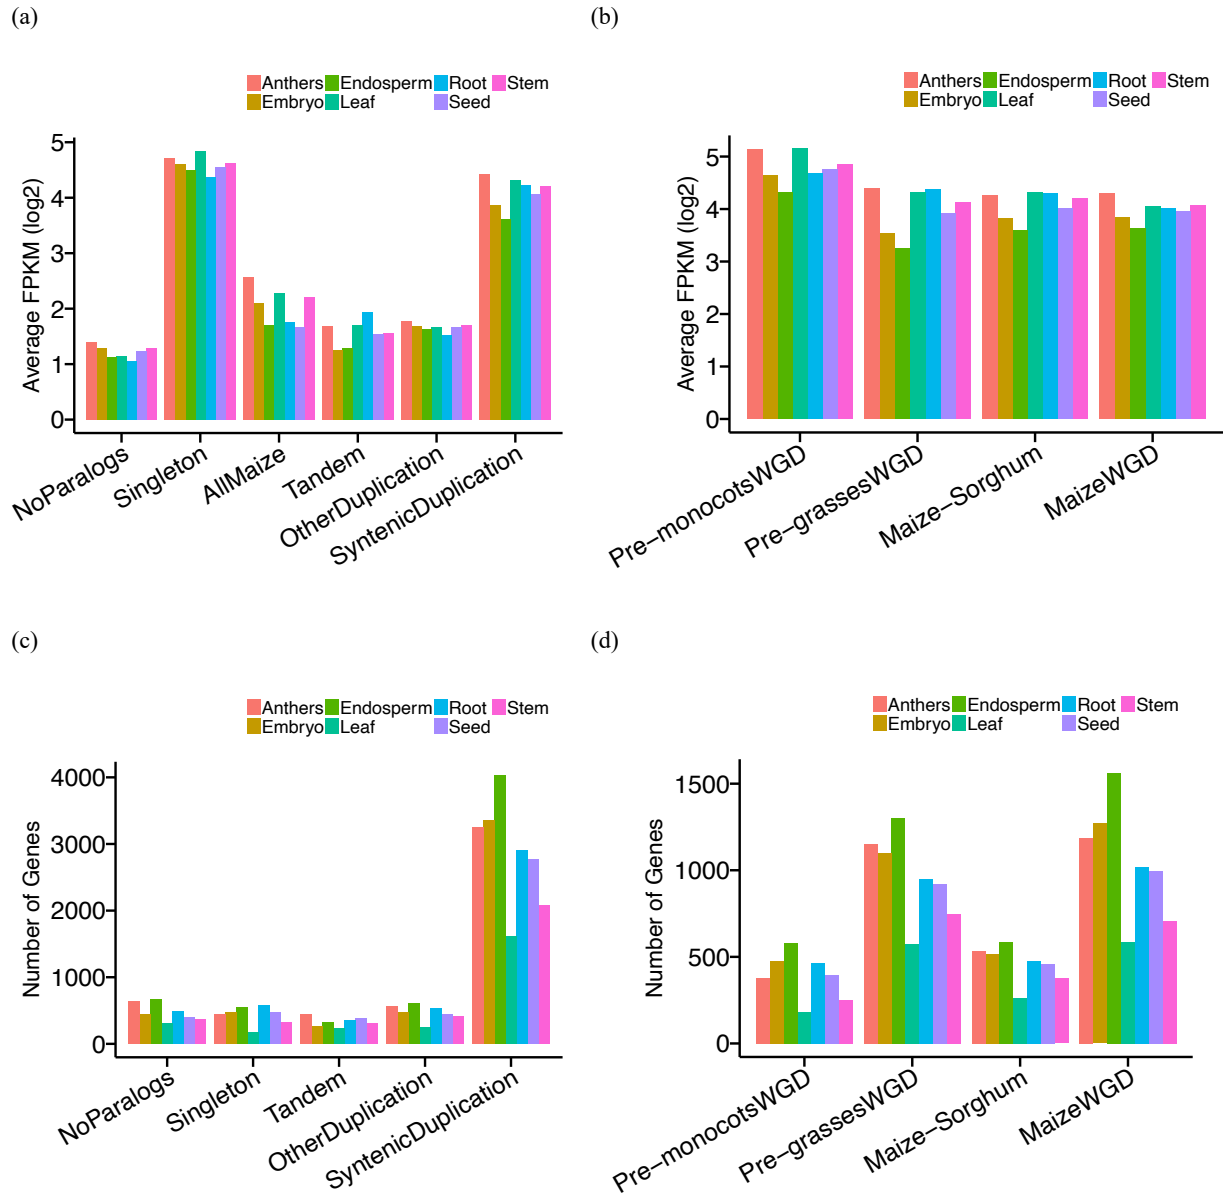 (a)
Anthers Endosperm Root Stem
Embryo Leaf Seed
Average FPKM (log2)
5
4
3
2
1
0
NoParalogs
Singleton
AllMaize
Tandem
OtherDuplication
SyntenicDuplication
(b)
Anthers Endosperm Root Stem
Embryo Leaf Seed
Average FPKM (log2)
5
4
3
2
1
0
Pre−monocotsWGD
Pre−grassesWGD
Maize−Sorghum
MaizeWGD
(c)
Anthers Endosperm Root Stem
Embryo Leaf Seed
Number of Genes
4000
3000
2000
1000
0
NoParalogs
Singleton
Tandem
OtherDuplication
SyntenicDuplication
(d)
Anthers Endosperm Root Stem
Embryo Leaf Seed
Number of Genes
1500
1000
500
0
Pre−monocotsWGD
Pre−grassesWGD
Maize−Sorghum
MaizeWGD